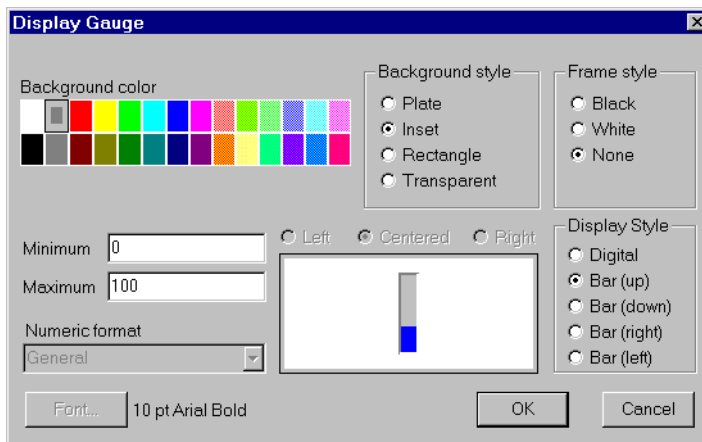 Display Gauge
Background color
Background style
Plate
Inset
Rectangle
Transparent
Frame style
Black
White
None
Minimum 0
Maximum 100
Numeric format
General
Left Centered Right
Display Style
Digital
Bar (up)
Bar (down)
Bar (right)
Bar (left)
Font... 10 pt Arial Bold
OK Cancel